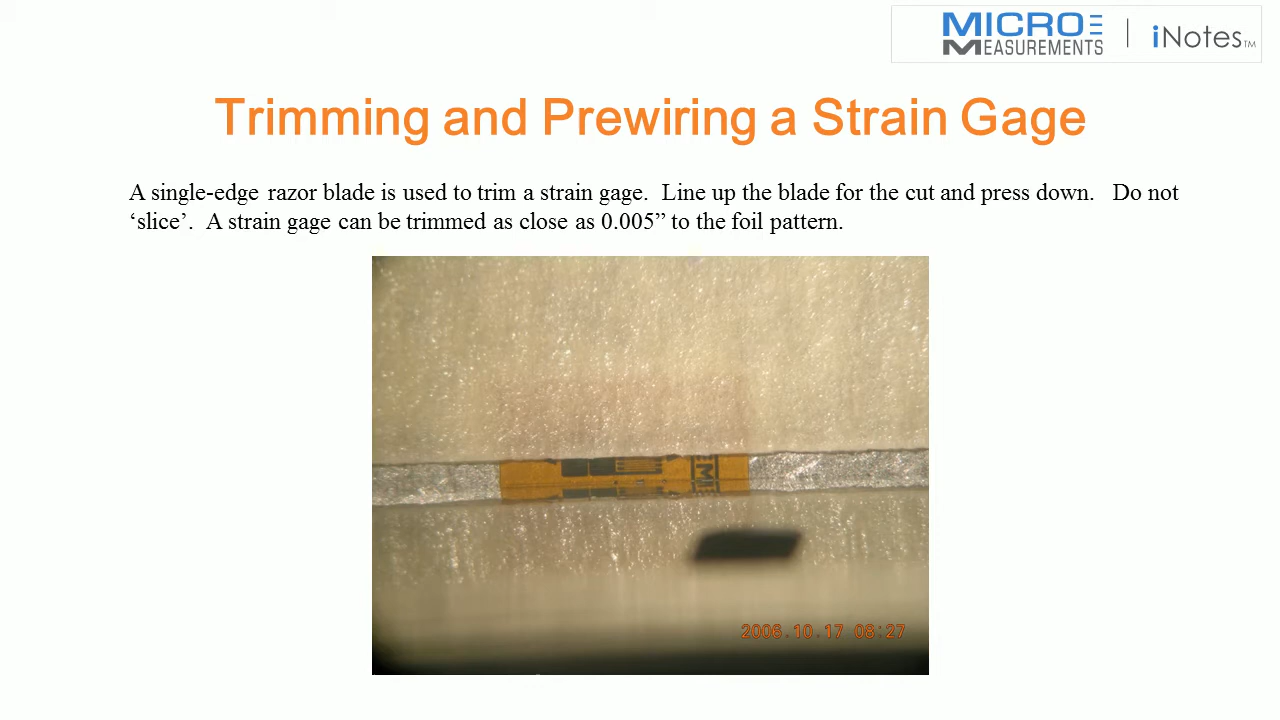 MICRO MEASUREMENTS | iNotes TM
Trimming and Prewiring a Strain Gage
A single-edge razor blade is used to trim a strain gage. Line up the blade for the cut and press down. Do not
‘slice’. A strain gage can be trimmed as close as 0.005” to the foil pattern.
2006.10.17 08:27